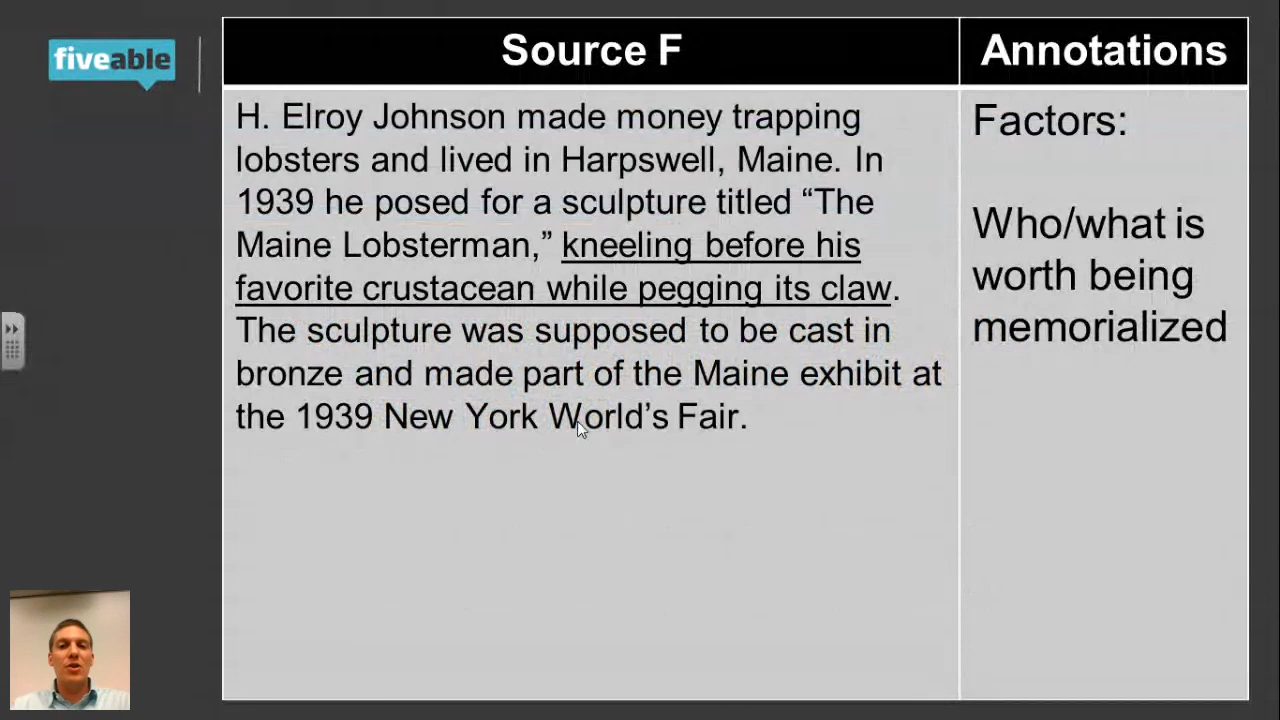 fiveable
Source F
Annotations
H. Elroy Johnson made money trapping
lobsters and lived in Harpswell, Maine. In
1939 he posed for a sculpture titled “The
Maine Lobsterman,” kneeling before his
favorite crustacean while pegging its claw.
The sculpture was supposed to be cast in
bronze and made part of the Maine exhibit at
the 1939 New York World’s Fair.
Factors:
Who/what is
worth being
memorialized